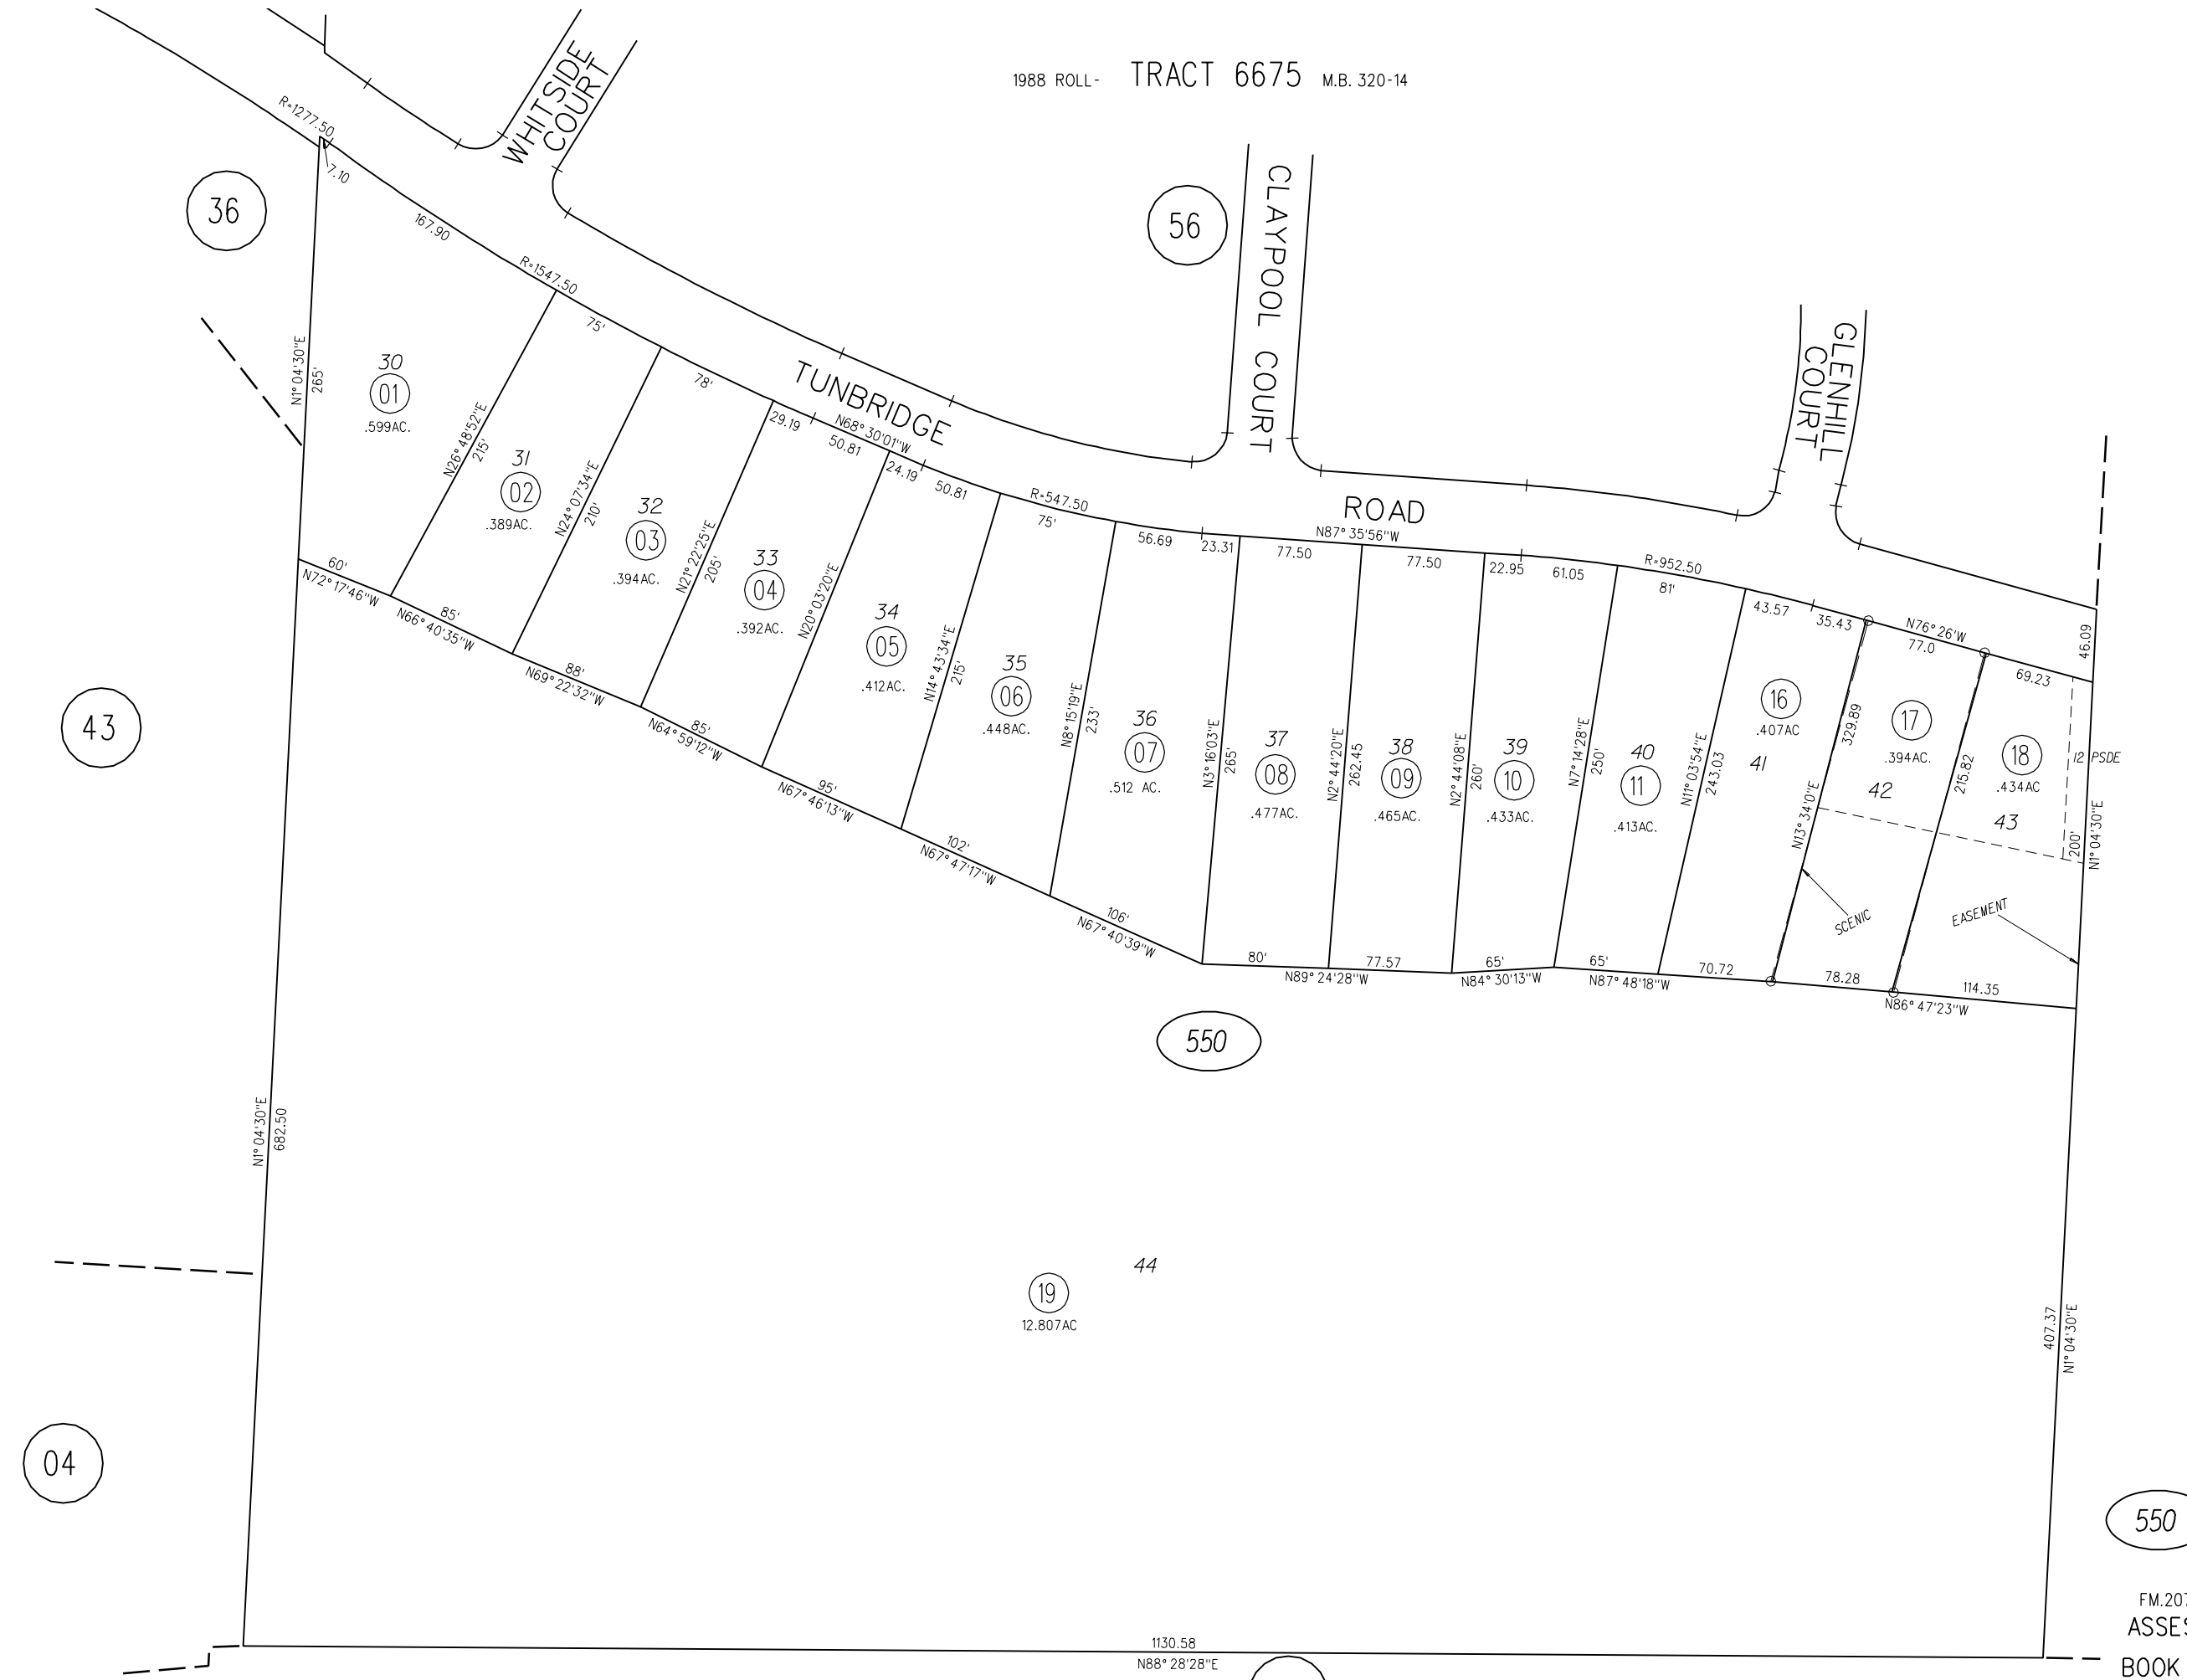 1988 ROLL- TRACT 6675 M.B. 320-14
WHITSIDE
COURT
CLAYPOOL COURT
GLENHILL
COURT
TUNBRIDGE
ROAD
36
56
43
04
550
550
R=1277.50
7.10
167.90
R=1547.50
75'
78'
29.19
N68°30'01"W
50.81
24.19
50.81
R=547.50
75'
56.69
23.31
N87°35'56"W
77.50
77.50
22.95
61.05
R=952.50
81'
43.57
35.43
N76°26'W
77.0
69.23
46.09
N1°04'30"E
265'
30
01
.599AC.
N26°48'52"E
215'
31
02
.389AC.
N24°07'34"E
210'
32
03
.394AC.
N21°22'25"E
205'
33
04
.392AC.
N20°03'20"E
34
05
.412AC.
N14°43'34"E
215'
35
06
.448AC.
N8°15'19"E
233'
36
07
.512 AC.
N3°16'03"E
265'
37
08
.477AC.
N2°44'20"E
262.45
38
09
.465AC.
N2°44'08"E
260'
39
10
.433AC.
N7°14'28"E
250'
40
11
.413AC.
N11°03'54"E
243.03
16
.407AC
41
329.89
N13°34'0"E
17
.394AC
42
215.82
18
.434AC
43
12 PSDE
200'
N1°04'30"E
SCENIC
EASEMENT
60'
N72°17'46"W
85'
N66°40'35"W
88'
N69°22'32"W
85'
N64°59'12"W
95'
N67°46'13"W
102'
N67°47'17"W
106'
N67°40'39"W
80'
N89°24'28"W
77.57
65'
N84°30'13"W
65'
N87°48'18"W
70.72
78.28
N86°47'23"W
114.35
N1°04'30"E
682.50
44
19
12.807AC
407.37
N1°04'30"E
1130.58
N88°28'28"E
FM.207
ASSES
BOOK